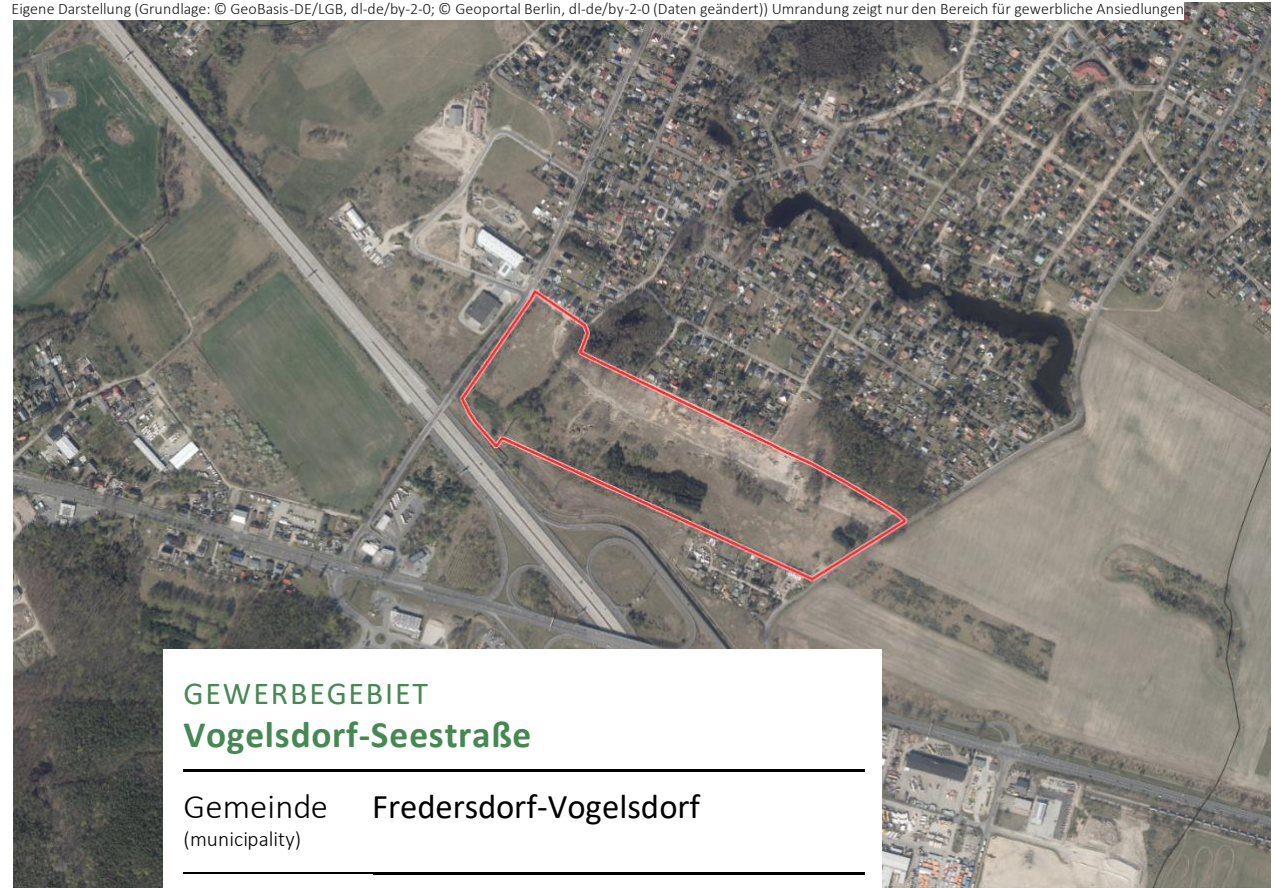 Eigene Darstellung (Grundlage: © GeoBasis-DE/LGB, dl-de/by-2-0; © Geoportal Berlin, dl-de/by-2-0 (Daten geändert)) Umrandung zeigt nur den Bereich für gewerbliche Ansiedlungen
GEWERBEGEBIET
Vogelsdorf-Seestraße
Gemeinde Fredersdorf-Vogelsdorf
(municipality)